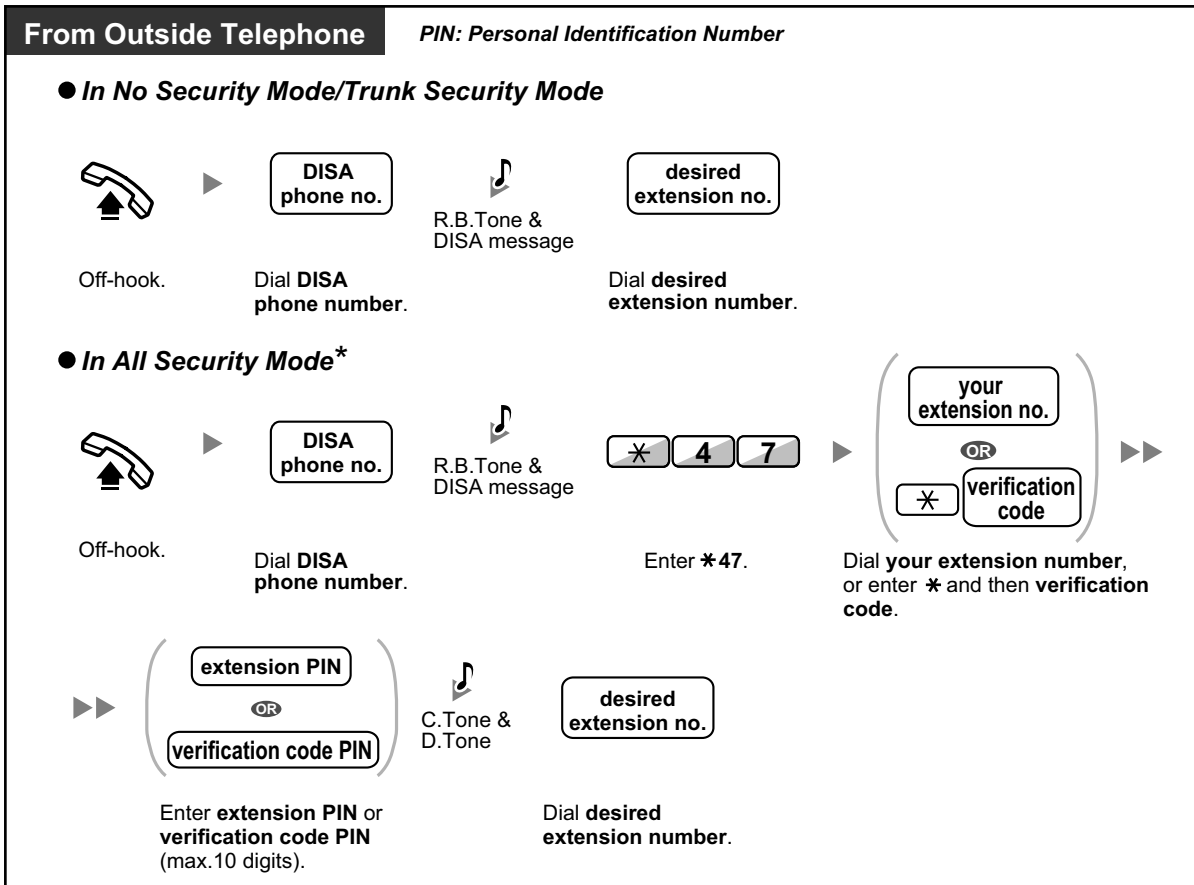 From Outside Telephone
PIN: Personal Identification Number
● In No Security Mode/Trunk Security Mode
DISA
phone no.
R.B.Tone &
DISA message
desired
extension no.
Off-hook.
Dial DISA
phone number.
Dial desired
extension number.
● In All Security Mode*
DISA
phone no.
R.B.Tone &
DISA message
* 4 7
your
extension no.
OR
* verification
code
Off-hook.
Dial DISA
phone number.
Enter *47.
Dial your extension number,
or enter * and then verification
code.
extension PIN
OR
verification code PIN
C.Tone &
D.Tone
desired
extension no.
Enter extension PIN or
verification code PIN
(max.10 digits).
Dial desired
extension number.